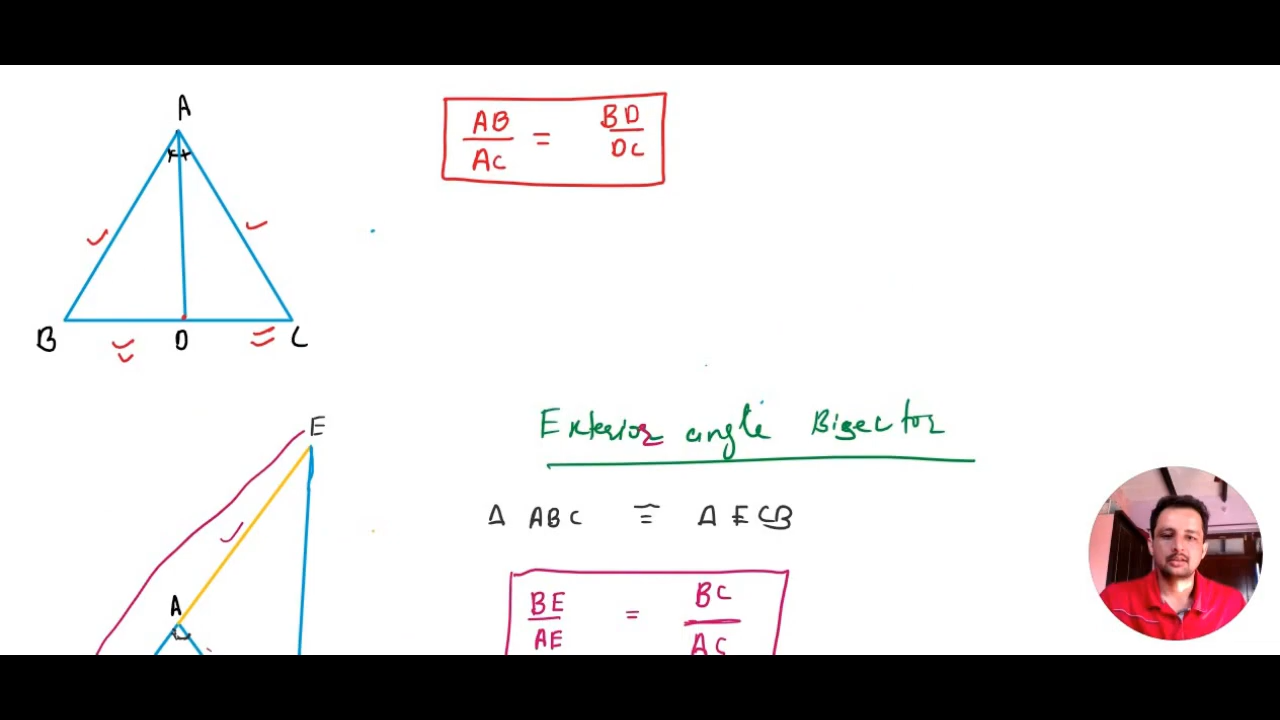 A
AB/AC = BD/DC
B D C
E
Exterior angle Bisector
Δ ABC ≅ Δ ECB
A
BE/AE = BC/AC